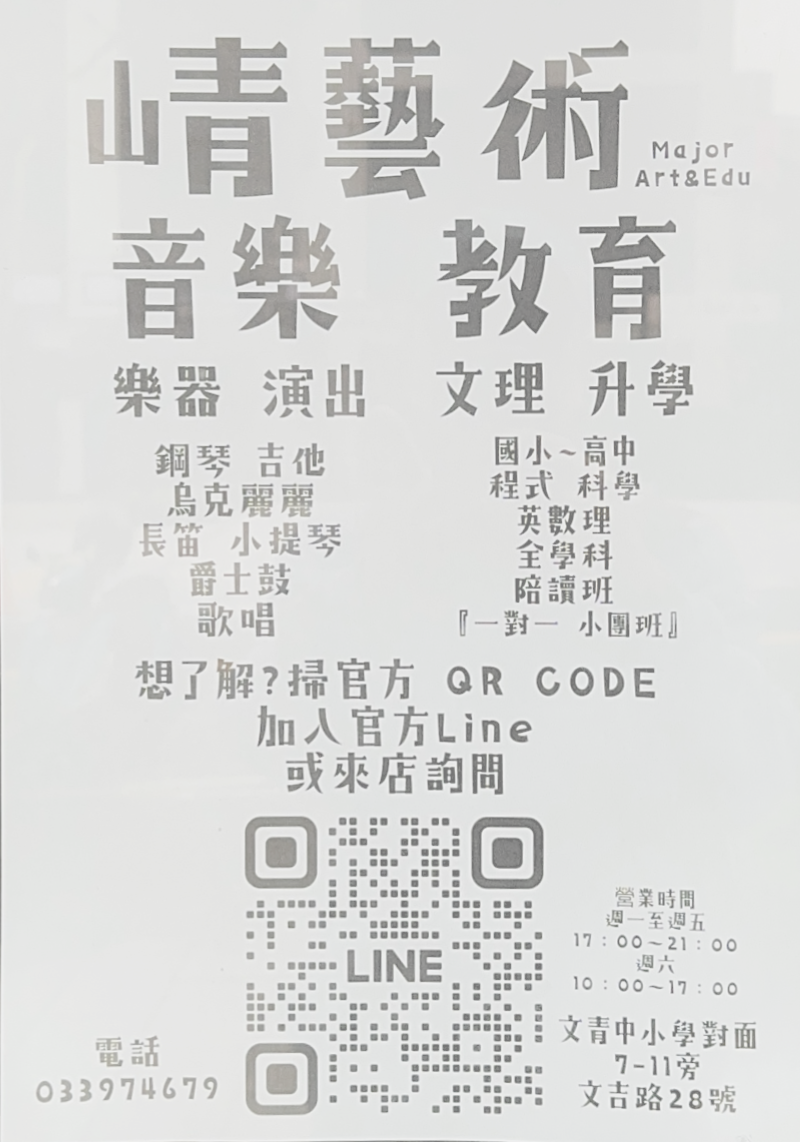 崝藝術
Major
Art&Edu
音樂 教育
樂器 演出
文理 升學
鋼琴 吉他
烏克麗麗
長笛 小提琴
爵士鼓
歌唱
國小~高中
程式 科學
英數理
全學科
陪讀班
『一對一 小團班』
想了解?掃官方 QR CODE
加入官方Line
或來店詢問
LINE
營業時間
週一至週五
17:00~21:00
週六
10:00~17:00
文青中小學對面
7-11旁
文吉路28號
電話
033974679